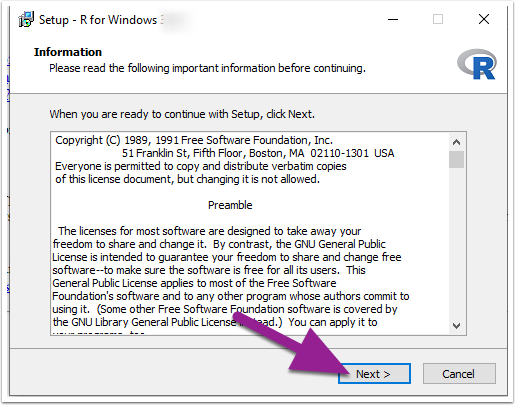 Setup - R for Windows
Information
Please read the following important information before continuing.
R
When you are ready to continue with Setup, click Next.
Copyright (C) 1989, 1991 Free Software Foundation, Inc.
51 Franklin St, Fifth Floor, Boston, MA 02110-1301 USA
Everyone is permitted to copy and distribute verbatim copies
of this license document, but changing it is not allowed.
Preamble
The licenses for most software are designed to take away your
freedom to share and change it. By contrast, the GNU General Public
License is intended to guarantee your freedom to share and change free
software--to make sure the software is free for all its users. This
General Public License applies to most of the Free Software
Foundation's software and to any other program whose authors commit to
using it. (Some other Free Software Foundation software is covered by
the GNU Library General Public License instead.) You can apply it to
Next >
Cancel